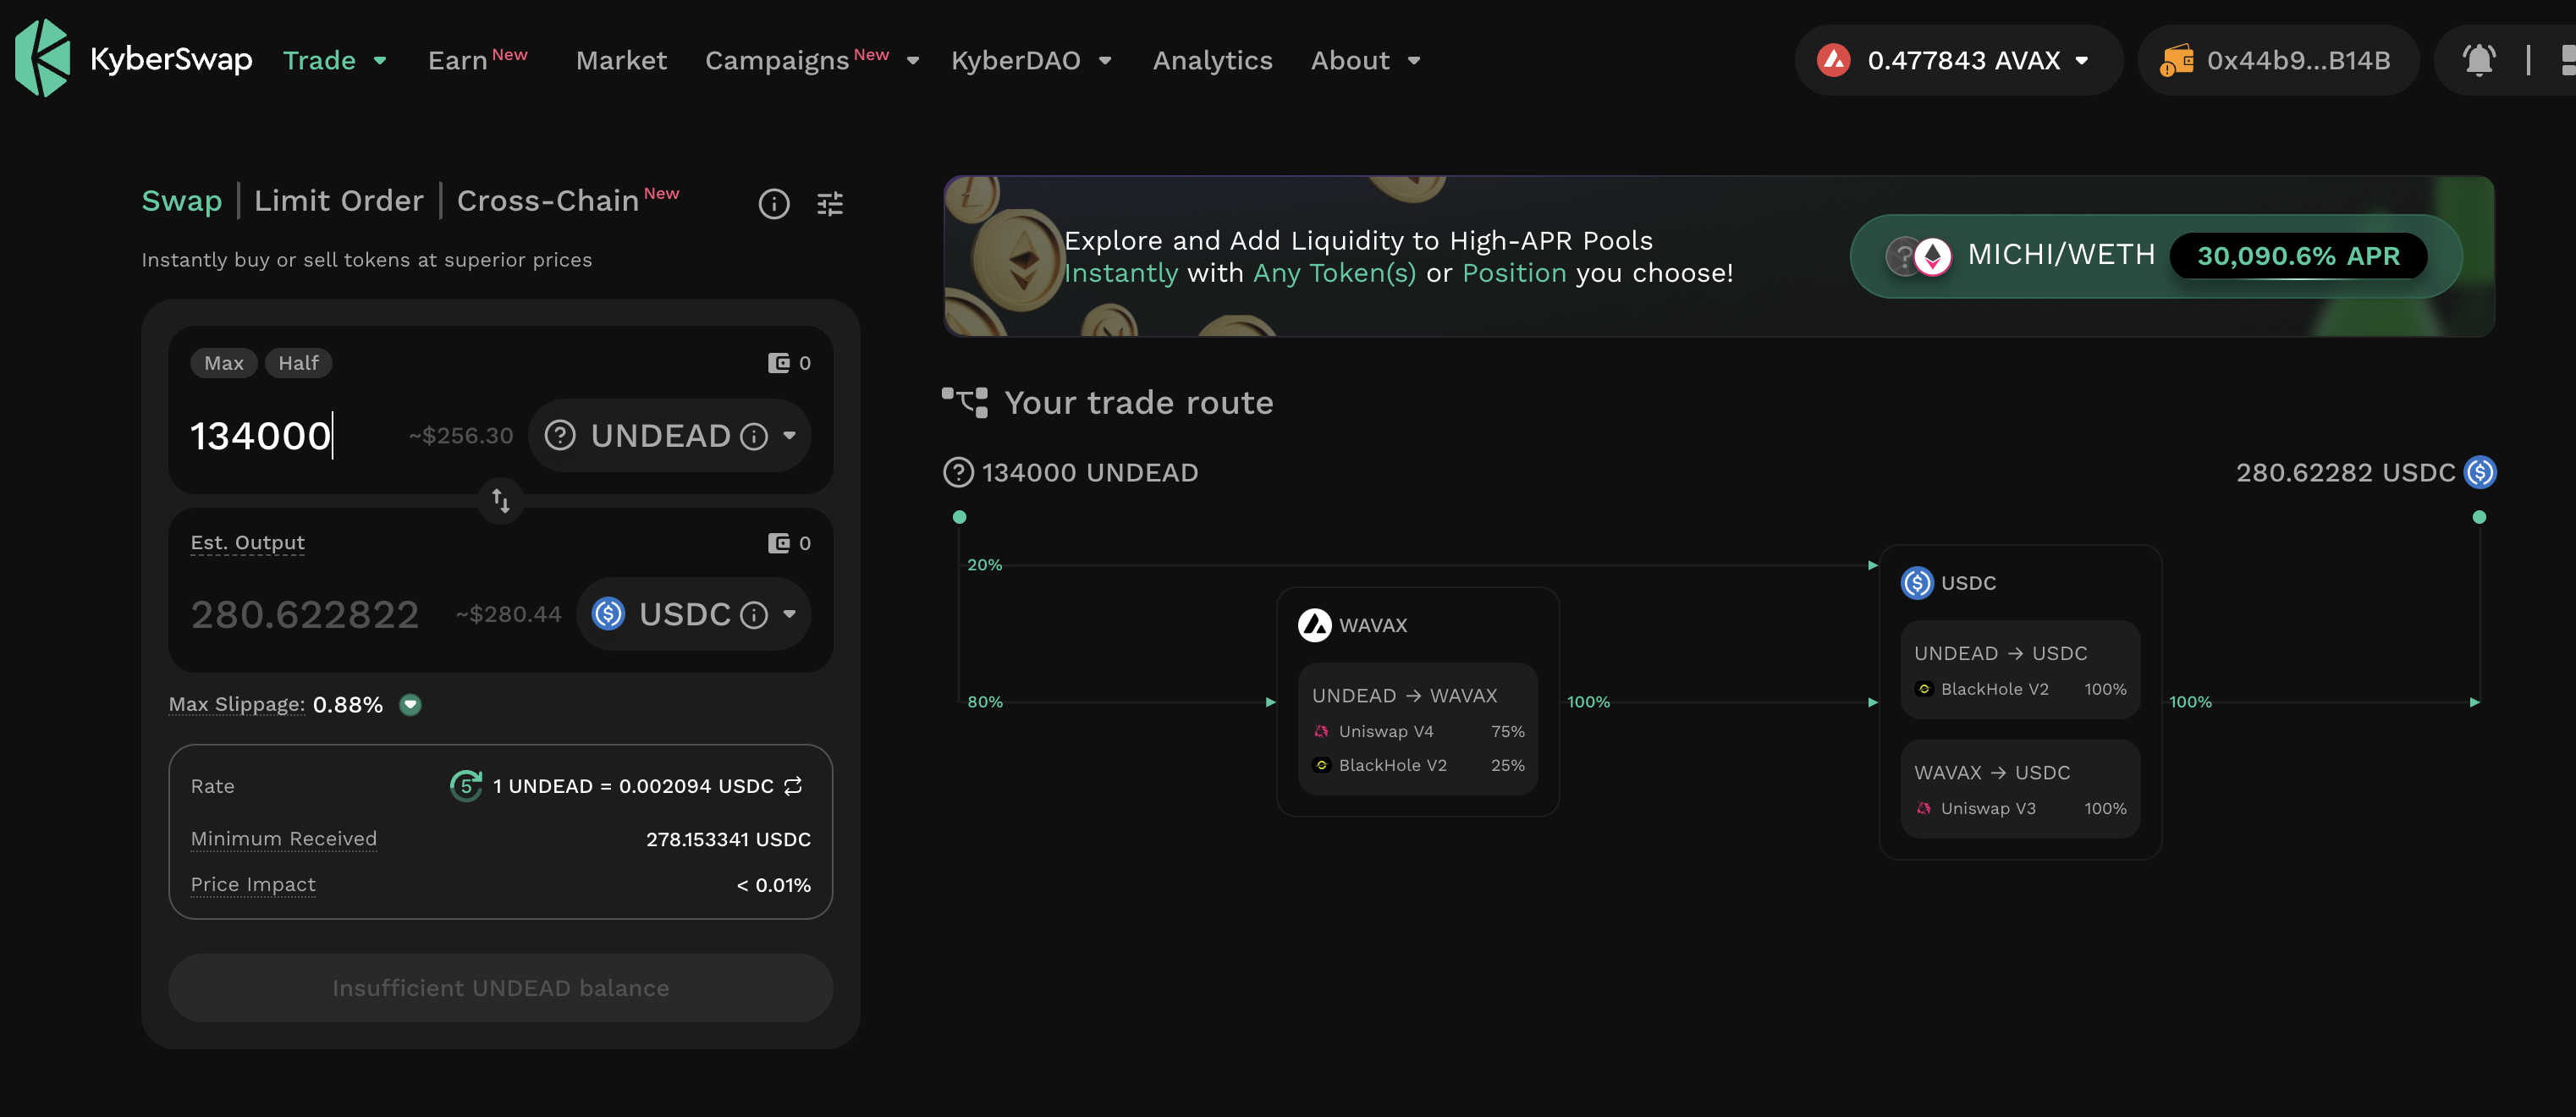 KyberSwap Trade Earn New Market Campaigns New KyberDAO Analytics About 0.477843 AVAX 0x44b9...B14B
Swap | Limit Order | Cross-Chain New
Instantly buy or sell tokens at superior prices
Max Half 0
134000 ~$256.30 UNDEAD
Est. Output 0
280.622822 ~$280.44 USDC
Max Slippage: 0.88%
Rate 5 1 UNDEAD = 0.002094 USDC
Minimum Received 278.153341 USDC
Price Impact < 0.01%
Insufficient UNDEAD balance
Explore and Add Liquidity to High-APR Pools
Instantly with Any Token(s) or Position you choose!
MICHI/WETH 30,090.6% APR
Your trade route
134000 UNDEAD 280.62282 USDC
20%
80%
WAVAX
UNDEAD → WAVAX
Uniswap V4 75%
BlackHole V2 25%
100%
USDC
UNDEAD → USDC
BlackHole V2 100%
WAVAX → USDC
Uniswap V3 100%
100%